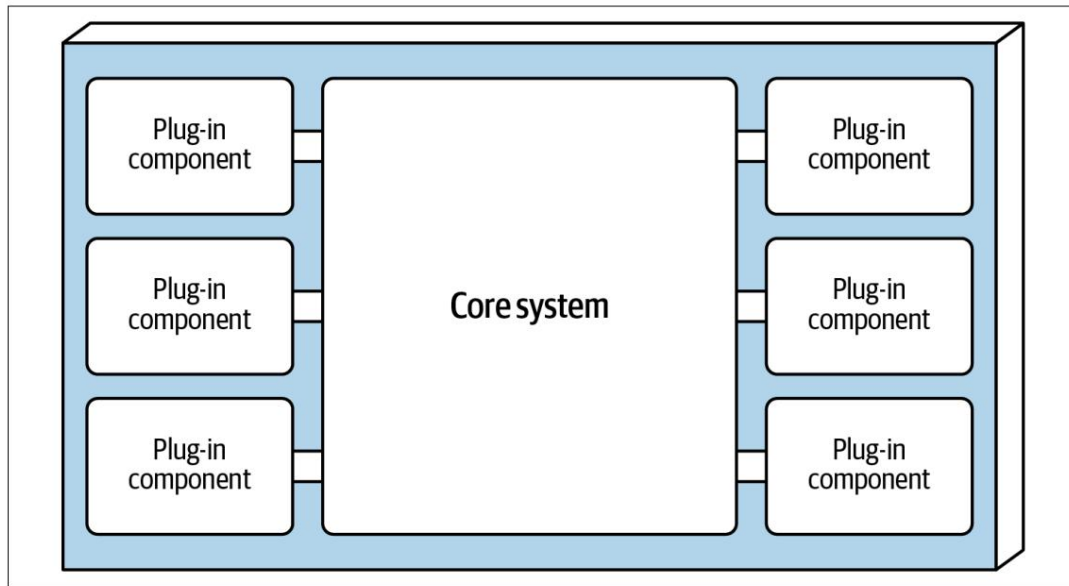 Plug-in
component
Plug-in
component
Plug-in
component
Core system
Plug-in
component
Plug-in
component
Plug-in
component